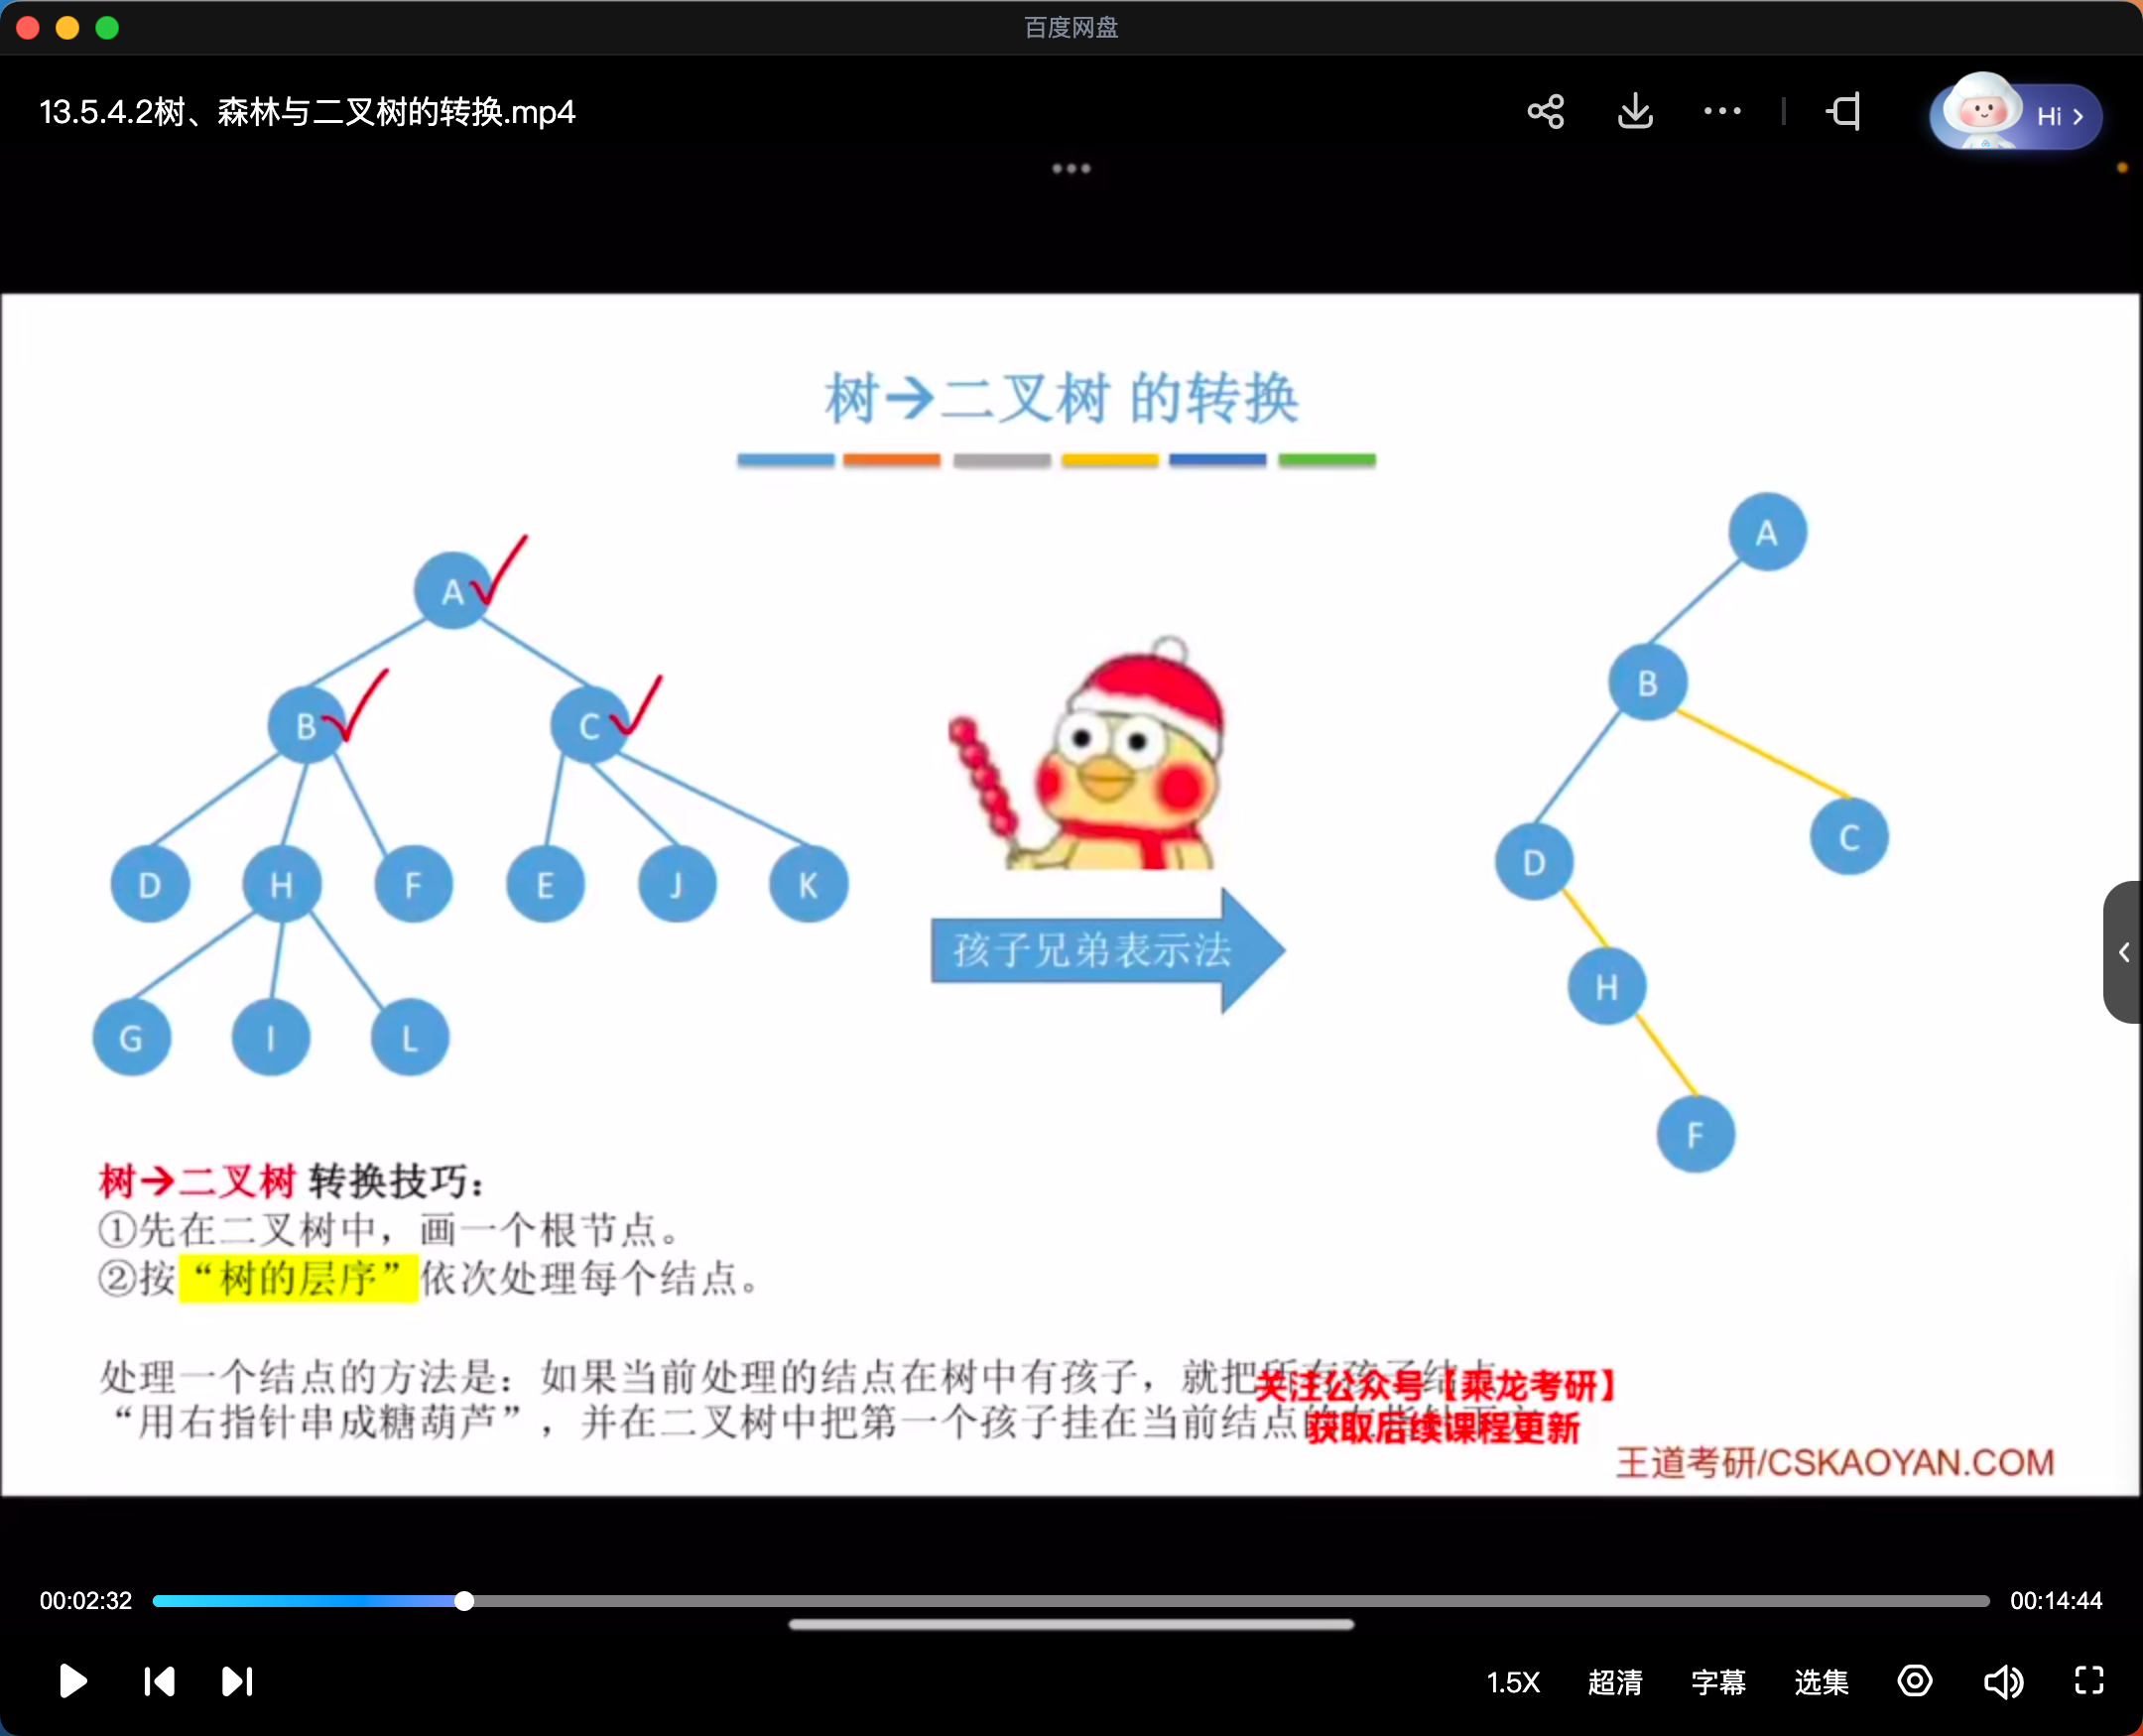 百度网盘
13.5.4.2树、森林与二叉树的转换.mp4
Hi
树→二叉树 的转换
A
B
C
D
H
F
E
J
K
G
I
L
孩子兄弟表示法
A
B
C
D
H
F
树→二叉树 转换技巧：
①先在二叉树中，画一个根节点。
②按“树的层序”依次处理每个结点。
处理一个结点的方法是：如果当前处理的结点在树中有孩子，就把所有孩子结点
“用右指针串成糖葫芦”，并在二叉树中把第一个孩子挂在当前结点
关注公众号【乘龙考研】
获取后续课程更新
王道考研/CSKAOYAN.COM
00:02:32
00:14:44
1.5X
超清
字幕
选集